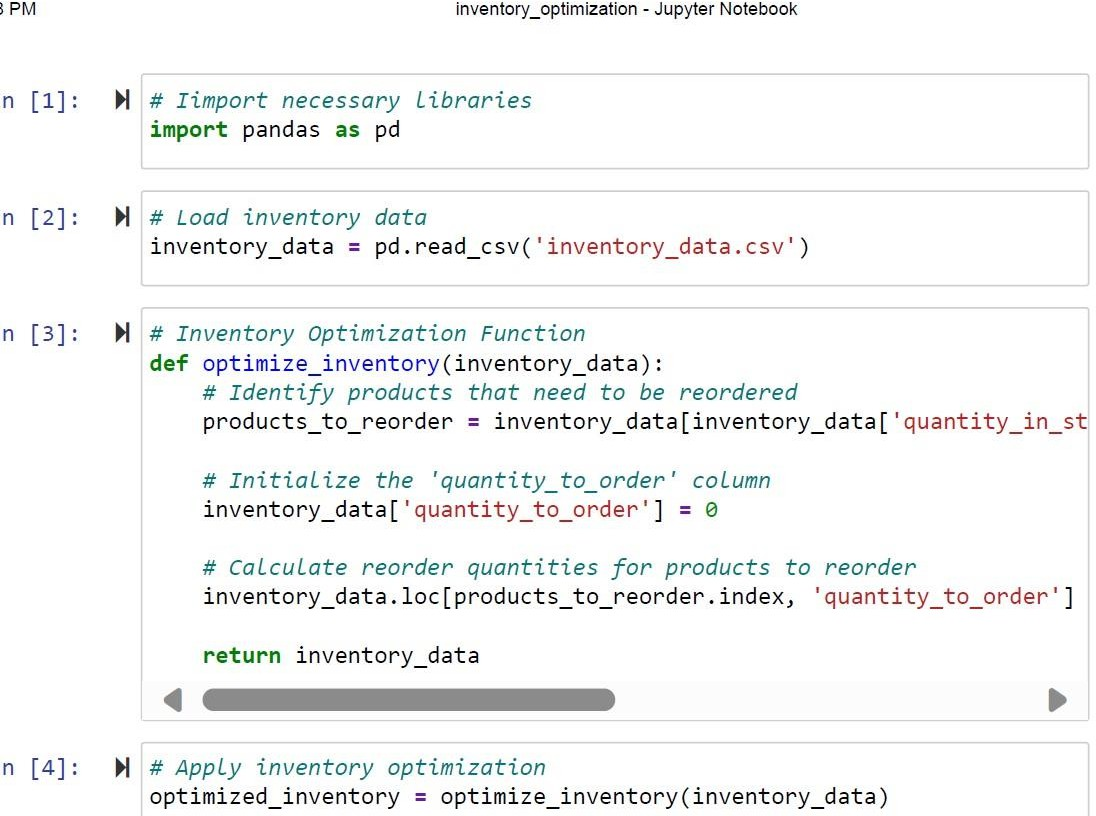 PM
inventory_optimization - Jupyter Notebook
n [1]:
# Iimport necessary libraries
import pandas as pd
n [2]:
# Load inventory data
inventory_data = pd.read_csv('inventory_data.csv')
n [3]:
# Inventory Optimization Function
def optimize_inventory(inventory_data):
# Identify products that need to be reordered
products_to_reorder = inventory_data[inventory_data['quantity_in_st
# Initialize the 'quantity_to_order' column
inventory_data['quantity_to_order'] = 0
# Calculate reorder quantities for products to reorder
inventory_data.loc[products_to_reorder.index, 'quantity_to_order']
return inventory_data
n [4]:
# Apply inventory optimization
optimized_inventory = optimize_inventory(inventory_data)